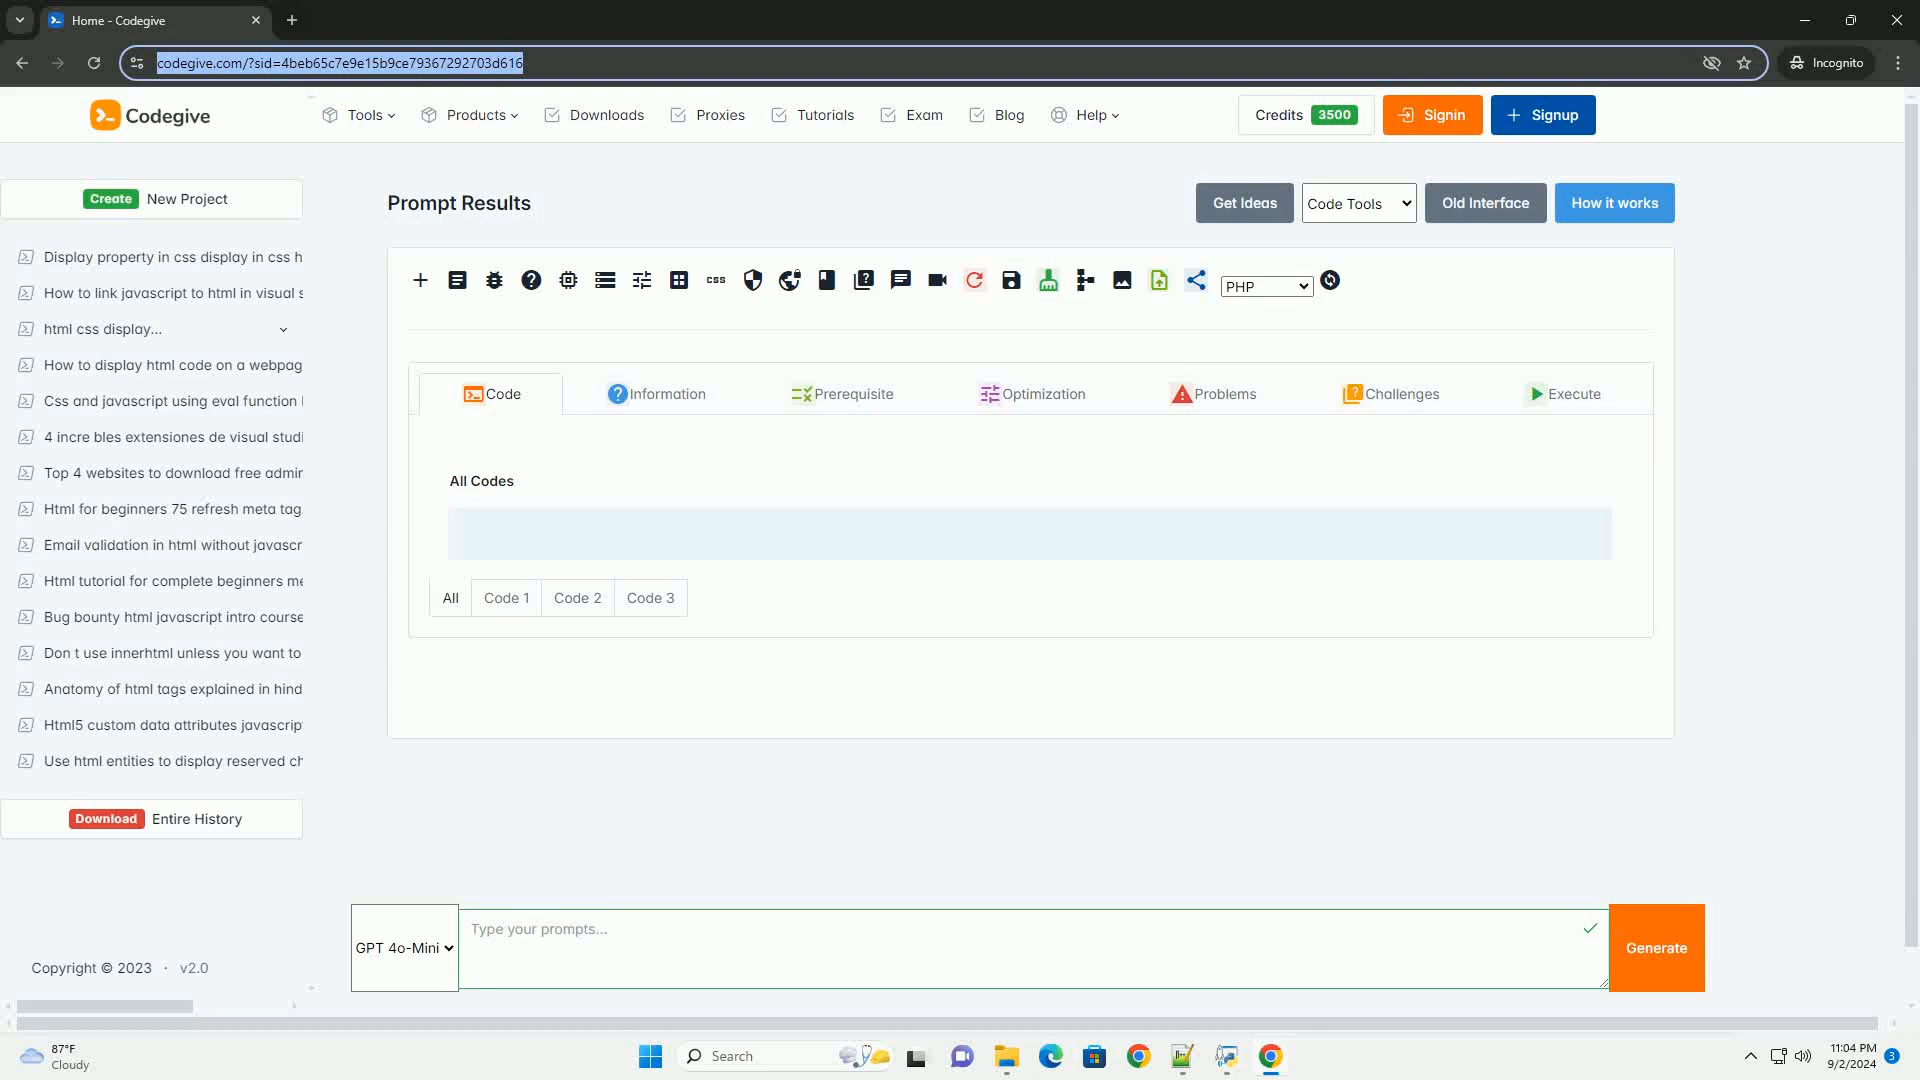 Home - Codegive
codegive.com/?sid=4beb65c7e9e15b9ce79367292703d616
Incognito
Codegive
Tools
Products
Downloads
Proxies
Tutorials
Exam
Blog
Help
Credits 3500
Signin
Signup
Create New Project
Display property in css display in css h
How to link javascript to html in visual s
html css display...
How to display html code on a webpag
Css and javascript using eval function
4 incre bles extensiones de visual studi
Top 4 websites to download free admin
Html for beginners 75 refresh meta tag
Email validation in html without javascr
Html tutorial for complete beginners me
Bug bounty html javascript intro course
Don t use innerhtml unless you want to
Anatomy of html tags explained in hind
Html5 custom data attributes javascrip
Use html entities to display reserved ch
Download Entire History
Copyright © 2023 · v2.0
Prompt Results
Get Ideas
Code Tools
Old Interface
How it works
css
PHP
Code
Information
Prerequisite
Optimization
Problems
Challenges
Execute
All Codes
All
Code 1
Code 2
Code 3
GPT 4o-Mini
Type your prompts...
Generate
87°F
Cloudy
Search
11:04 PM
9/2/2024
3